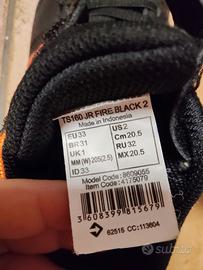 TS160 JR FIRE BLACK 2
Made in Indonesia
EU 33
US 2
BR 31
Cm 20.5
UK 1
RU 32
MM (W) 205(2.5)
MX 20.5
ID 33
Model Code: 8609055
Item Code: 4175079
3608399815679
62515 CC:113604
Subito